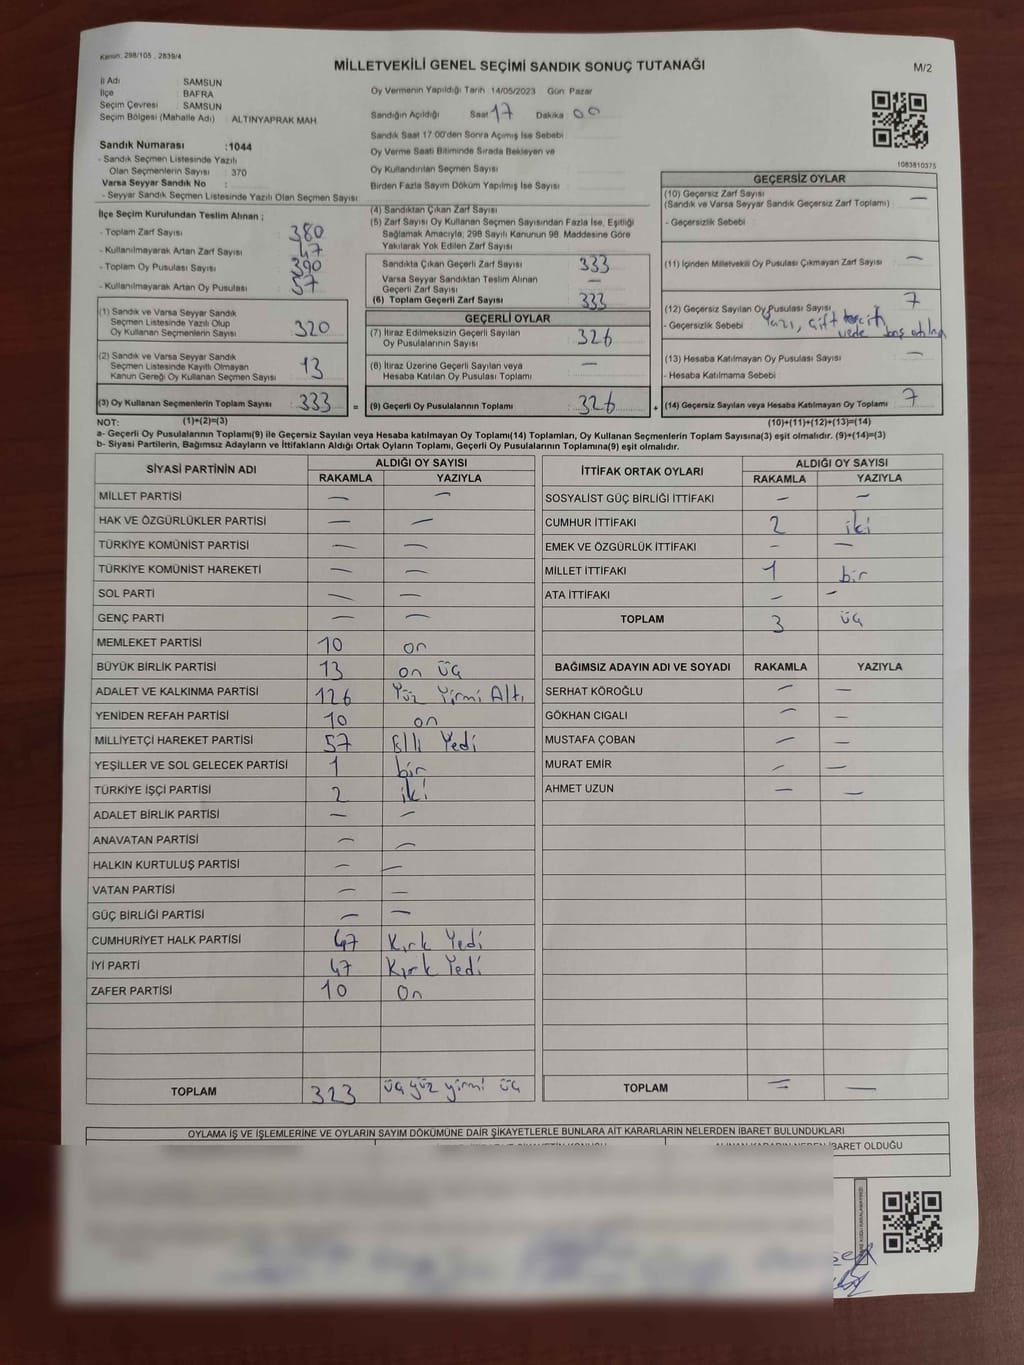 Kanun: 298/105 , 2839/4
MİLLETVEKİLİ GENEL SEÇİMİ SANDIK SONUÇ TUTANAĞI
M/2
İl Adı : SAMSUN
İlçe : BAFRA
Seçim Çevresi : SAMSUN
Seçim Bölgesi (Mahalle Adı) : ALTINYAPRAK MAH
Oy Vermenin Yapıldığı Tarih 14/05/2023 Gün Pazar
Sandığın Açıldığı Saat 17 Dakika 00
Sandık Saat 17:00'den Sonra Açımış İse Sebebi
Oy Verme Saati Bitiminde Sırada Bekleyen ve
Oy Kullandırılan Seçmen Sayısı
Birden Fazla Sayım Döküm Yapılmış İse Sayısı
1083810375
Sandık Numarası :1044
- Sandık Seçmen Listesinde Yazılı
Olan Seçmenlerin Sayısı : 370
Varsa Seyyar Sandık No :
- Seyyar Sandık Seçmen Listesinde Yazılı Olan Seçmen Sayısı
İlçe Seçim Kurulundan Teslim Alınan ;
- Toplam Zarf Sayısı 380
- Kullanılmayarak Artan Zarf Sayısı 47
- Toplam Oy Pusulası Sayısı 390
- Kullanılmayarak Artan Oy Pusulası 57
(1) Sandık ve Varsa Seyyar Sandık
Seçmen Listesinde Yazılı Olup
Oy Kullanan Seçmenlerin Sayısı 320
(2) Sandık ve Varsa Seyyar Sandık
Seçmen Listesinde Kayıtlı Olmayan
Kanun Gereği Oy Kullanan Seçmen Sayısı 13
(3) Oy Kullanan Seçmenlerin Toplam Sayısı 333 =
(4) Sandıktan Çıkan Zarf Sayısı
(5) Zarf Sayısı Oy Kullanan Seçmen Sayısından Fazla İse, Eşitliği
Sağlamak Amacıyla, 298 Sayılı Kanunun 98. Maddesine Göre
Yakılarak Yok Edilen Zarf Sayısı
Sandıkta Çıkan Geçerli Zarf Sayısı 333
Varsa Seyyar Sandıktan Teslim Alınan
Geçerli Zarf Sayısı —
(6) Toplam Geçerli Zarf Sayısı 333
GEÇERLİ OYLAR
(7) İtiraz Edilmeksizin Geçerli Sayılan
Oy Pusulalarının Sayısı 326
(8) İtiraz Üzerine Geçerli Sayılan veya
Hesaba Katılan Oy Pusulası Toplamı —
(9) Geçerli Oy Pusulalarının Toplamı 326 +
GEÇERSİZ OYLAR
(10) Geçersiz Zarf Sayısı
(Sandık ve Varsa Seyyar Sandık Geçersiz Zarf Toplamı) —
- Geçersizlik Sebebi :
(11) İçinden Milletvekili Oy Pusulası Çıkmayan Zarf Sayısı —
(12) Geçersiz Sayılan Oy Pusulası Sayısı 7
- Geçersizlik Sebebi : Yazı, çift tercih
(13) Hesaba Katılmayan Oy Pusulası Sayısı —
- Hesaba Katılmama Sebebi :
(14) Geçersiz Sayılan veya Hesaba Katılmayan Oy Toplamı 7
NOT: (1)+(2)=(3) (10)+(11)+(12)+(13)=(14)
a- Geçerli Oy Pusulalarının Toplamı(9) ile Geçersiz Sayılan veya Hesaba katılmayan Oy Toplamı(14) Toplamları, Oy Kullanan Seçmenlerin Toplam Sayısına(3) eşit olmalıdır. (9)+(14)=(3)
b- Siyasi Partilerin, Bağımsız Adayların ve İttifakların Aldığı Oyların Toplamı, Geçerli Oy Pusulalarının Toplamına(9) eşit olmalıdır.
SİYASİ PARTİNİN ADI ALDIĞI OY SAYISI
RAKAMLA YAZIYLA
MİLLET PARTİSİ — —
HAK VE ÖZGÜRLÜKLER PARTİSİ — —
TÜRKİYE KOMÜNİST PARTİSİ — —
TÜRKİYE KOMÜNİST HAREKETİ — —
SOL PARTİ — —
GENÇ PARTİ — —
MEMLEKET PARTİSİ 10 on
BÜYÜK BİRLİK PARTİSİ 13 on üç
ADALET VE KALKINMA PARTİSİ 126 Yüz Yirmi Altı
YENİDEN REFAH PARTİSİ 10 on
MİLLİYETÇİ HAREKET PARTİSİ 57 Elli Yedi
YEŞİLLER VE SOL GELECEK PARTİSİ 1 bir
TÜRKİYE İŞÇİ PARTİSİ 2 iki
ADALET BİRLİK PARTİSİ — —
ANAVATAN PARTİSİ — —
HALKIN KURTULUŞ PARTİSİ — —
VATAN PARTİSİ — —
GÜÇ BİRLİĞİ PARTİSİ — —
CUMHURİYET HALK PARTİSİ 47 Kırk Yedi
İYİ PARTİ 47 Kırk Yedi
ZAFER PARTİSİ 10 On
TOPLAM 323 üç yüz yirmi üç
İTTİFAK ORTAK OYLARI ALDIĞI OY SAYISI
RAKAMLA YAZIYLA
SOSYALİST GÜÇ BİRLİĞİ İTTİFAKI — —
CUMHUR İTTİFAKI 2 iki
EMEK VE ÖZGÜRLÜK İTTİFAKI — —
MİLLET İTTİFAKI 1 bir
ATA İTTİFAKI — —
TOPLAM 3 üç
BAĞIMSIZ ADAYIN ADI VE SOYADI RAKAMLA YAZIYLA
SERHAT KÖROĞLU — —
GÖKHAN CIGALI — —
MUSTAFA ÇOBAN — —
MURAT EMİR — —
AHMET UZUN — —
TOPLAM = —
OYLAMA İŞ VE İŞLEMLERİNE VE OYLARIN SAYIM DÖKÜMÜNE DAİR ŞİKAYETLERLE BUNLARA AİT KARARLARIN NELERDEN İBARET BULUNDUKLARI
İBARET OLDUĞU